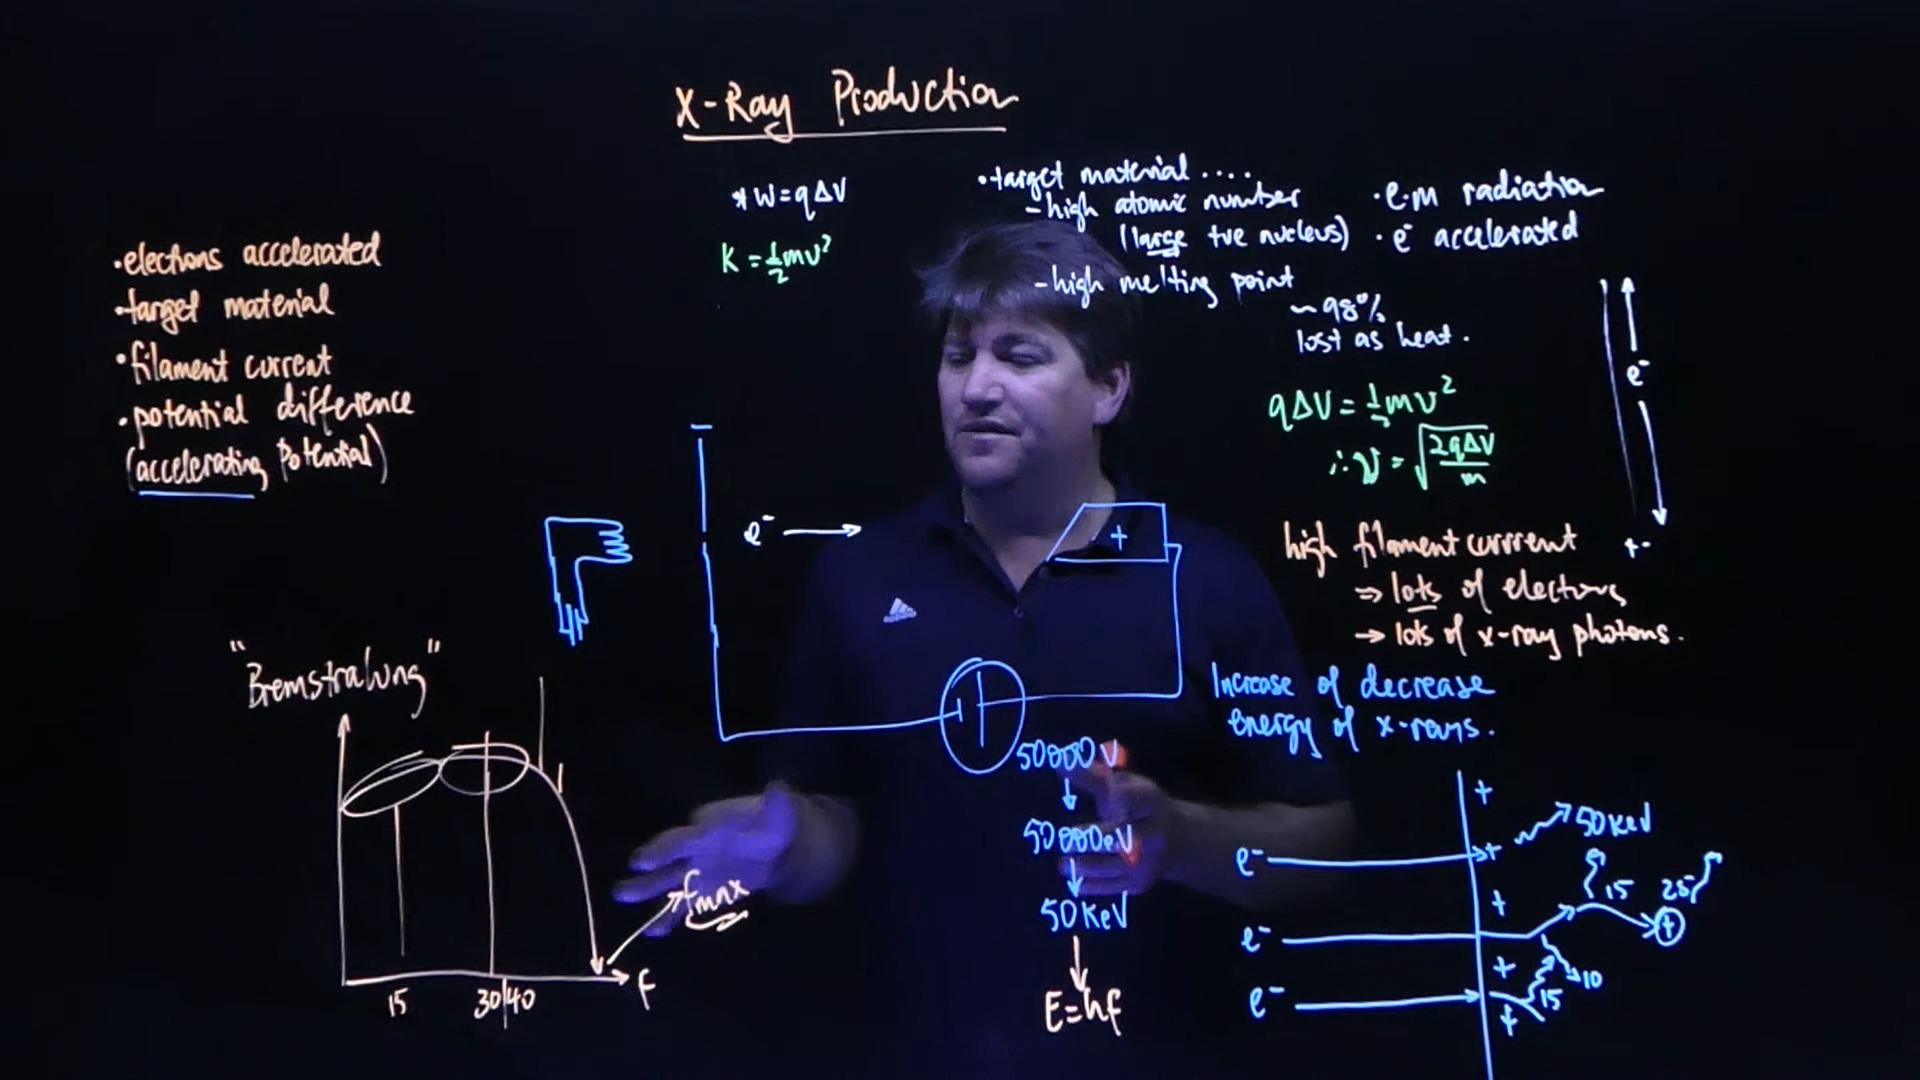 X-Ray Production
* W = qΔV
K = ½mv²
• electrons accelerated
• target material
• filament current
• potential difference
(accelerating potential)
• target material ....
- high atomic number
(large +ve nucleus)
- high melting point
~ 98%
lost as heat.
• e.m radiation
• e⁻ accelerated
qΔV = ½mv²
∴ v = √(2qΔV/m)
e⁻
+
high filament currrent
⇒ lots of electrons
→ lots of x-ray photons.
e⁻ →
+
adidas
50000V
↓
50000eV
↓
50KeV
↓
E=hf
"Bremstralung"
fmax
15 30 40 f
Increase of decrease
energy of x-rays.
+
e⁻ + 50KeV
+ 15 25
e⁻ +
+ 10
e⁻ 15
+